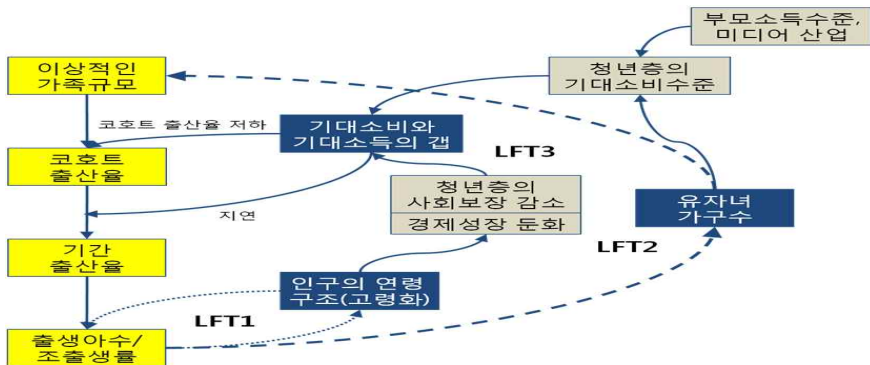 부모소득수준,
미디어 산업
이상적인
가족규모
청년층의
기대소비수준
코호트 출산율 저하
기대소비와
기대소득의 갭
LFT3
코호트
출산율
청년층의
사회보장 감소
경제성장 둔화
유자녀
가구수
지연
LFT2
기간
출산율
인구의 연령
구조(고령화)
LFT1
출생아수/
조출생률